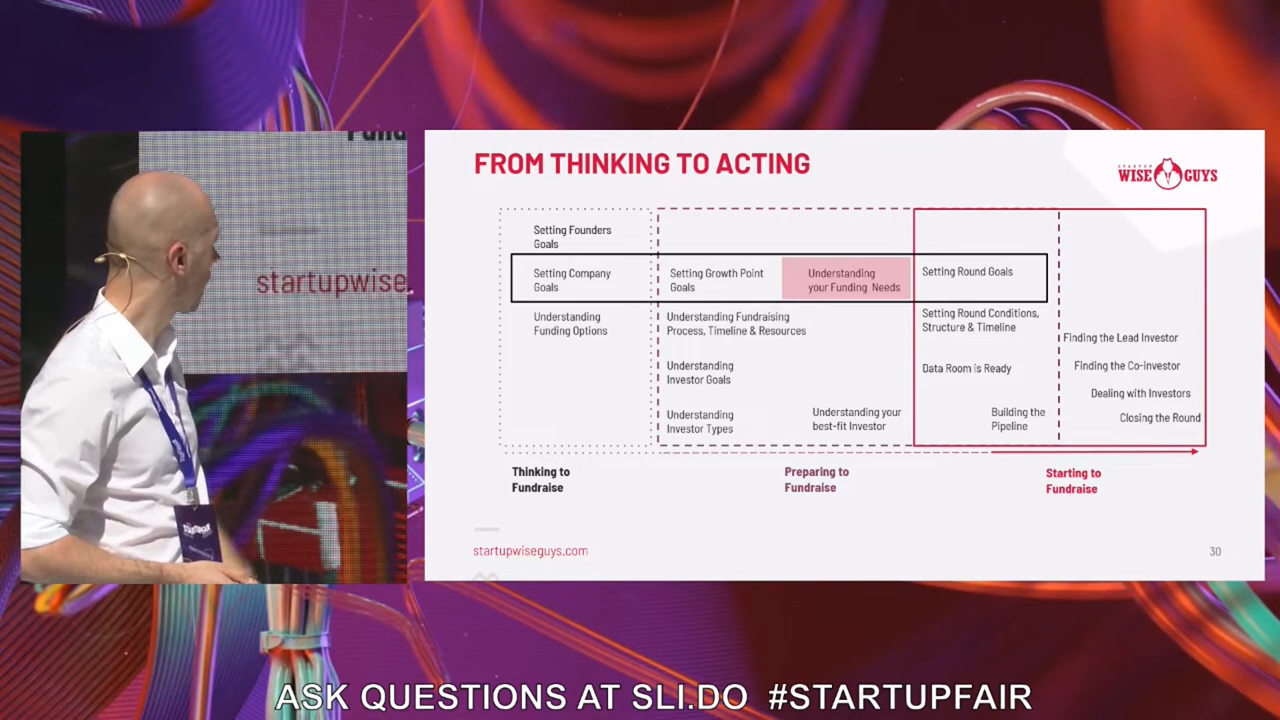 startupwise.
STARTUP FAIR
FROM THINKING TO ACTING
STARTUP
WISE GUYS
Setting Founders
Goals
Setting Company
Goals
Understanding
Funding Options
Setting Growth Point
Goals
Understanding
your Funding Needs
Understanding Fundraising
Process, Timeline & Resources
Understanding
Investor Goals
Understanding
Investor Types
Understanding your
best-fit Investor
Setting Round Goals
Setting Round Conditions,
Structure & Timeline
Data Room is Ready
Building the
Pipeline
Finding the Lead Investor
Finding the Co-investor
Dealing with Investors
Closing the Round
Thinking to
Fundraise
Preparing to
Fundraise
Starting to
Fundraise
startupwiseguys.com
30
ASK QUESTIONS AT SLI.DO #STARTUPFAIR